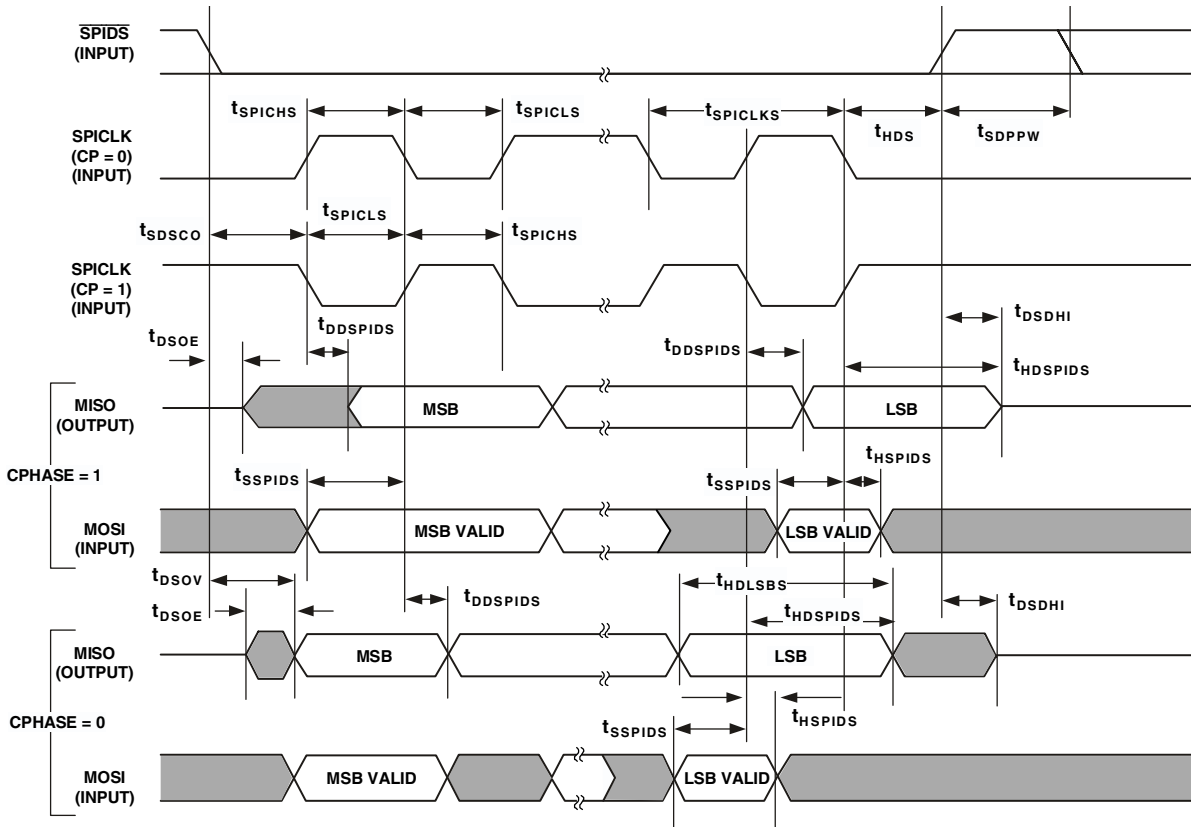 SPIDS
(INPUT)
tSPICHS
tSPICLS
tSPICLKS
tHDS
tSDPPW
SPICLK
(CP = 0)
(INPUT)
tSDSCO
tSPICLS
tSPICHS
SPICLK
(CP = 1)
(INPUT)
tDSOE
tDDSPIDS
tDDSPIDS
tDSDHI
tHDSPIDS
CPHASE = 1
MISO
(OUTPUT)
MSB
LSB
tSSPIDS
tSSPIDS
tHSPIDS
MOSI
(INPUT)
MSB VALID
LSB VALID
tDSOV
tDSOE
tDDSPIDS
tHDLSBS
tHDSPIDS
tDSDHI
CPHASE = 0
MISO
(OUTPUT)
MSB
LSB
tSSPIDS
tHSPIDS
MOSI
(INPUT)
MSB VALID
LSB VALID